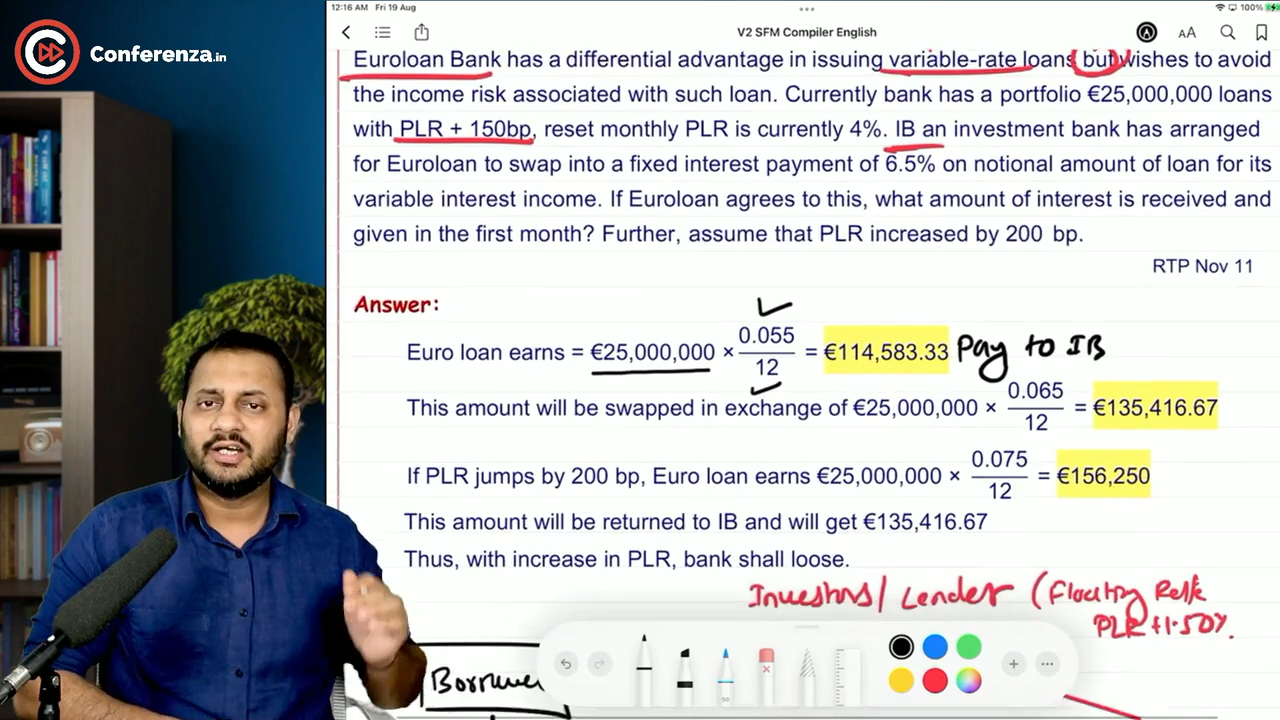 Conferenza.in
12:16 AM Fri 19 Aug
100%
V2 SFM Compiler English
AA
Euroloan Bank has a differential advantage in issuing variable-rate loans but wishes to avoid
the income risk associated with such loan. Currently bank has a portfolio €25,000,000 loans
with PLR + 150bp, reset monthly PLR is currently 4%. IB an investment bank has arranged
for Euroloan to swap into a fixed interest payment of 6.5% on notional amount of loan for its
variable interest income. If Euroloan agrees to this, what amount of interest is received and
given in the first month? Further, assume that PLR increased by 200 bp.
RTP Nov 11
Answer:
Euro loan earns = €25,000,000 × 0.055/12 = €114,583.33 Pay to IB
This amount will be swapped in exchange of €25,000,000 × 0.065/12 = €135,416.67
If PLR jumps by 200 bp, Euro loan earns €25,000,000 × 0.075/12 = €156,250
This amount will be returned to IB and will get €135,416.67
Thus, with increase in PLR, bank shall loose.
Investors/ Lender (Floating
PLR +1.50%.